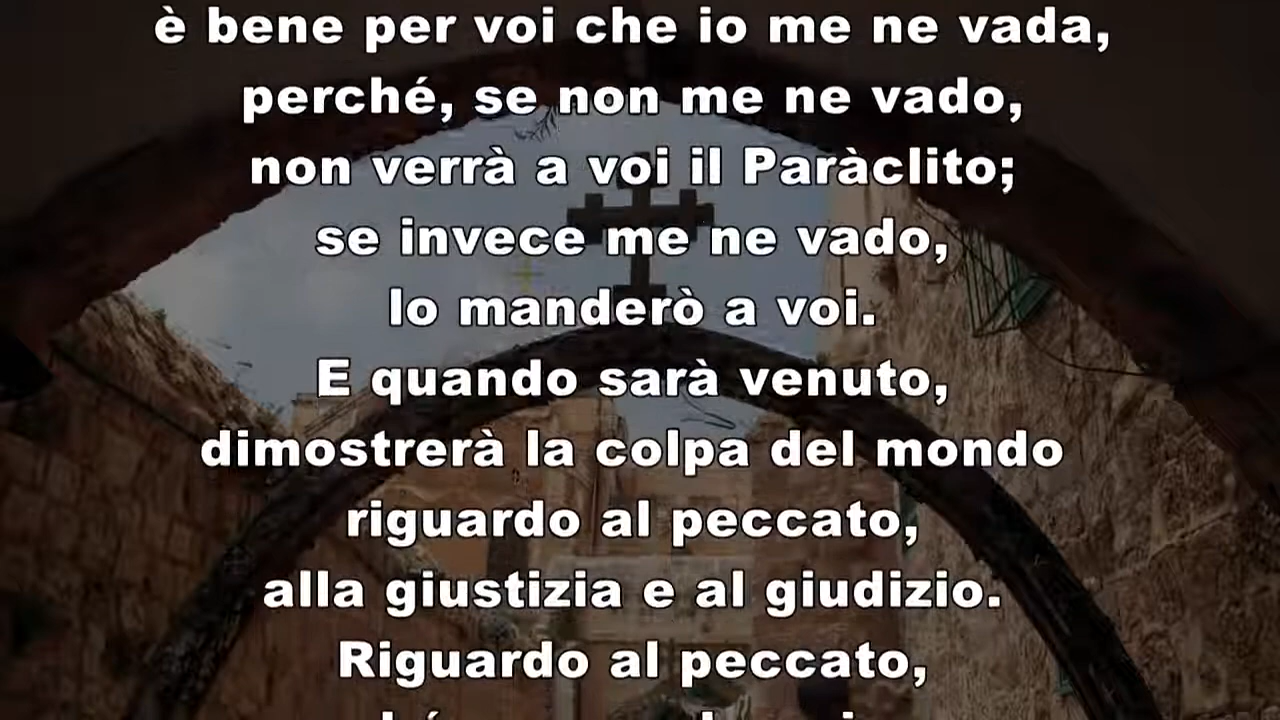 è bene per voi che io me ne vada,
perché, se non me ne vado,
non verrà a voi il Paràclito;
se invece me ne vado,
lo manderò a voi.
E quando sarà venuto,
dimostrerà la colpa del mondo
riguardo al peccato,
alla giustizia e al giudizio.
Riguardo al peccato,